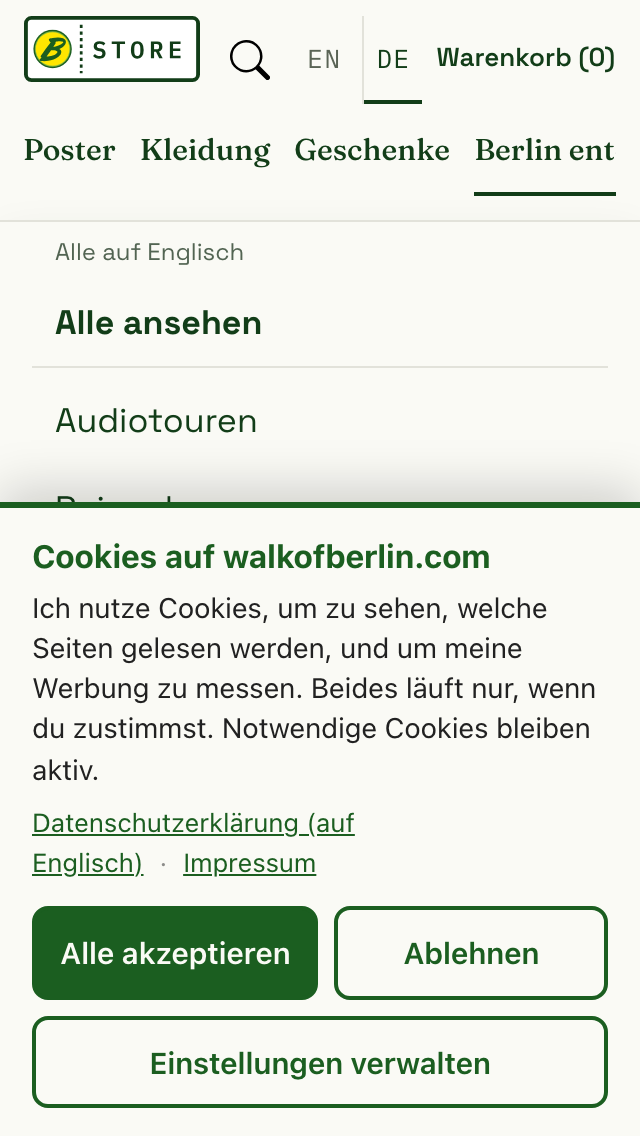 B STORE
EN DE Warenkorb (0)
Poster Kleidung Geschenke Berlin ent
Alle auf Englisch
Alle ansehen
Audiotouren
Cookies auf walkofberlin.com
Ich nutze Cookies, um zu sehen, welche
Seiten gelesen werden, und um meine
Werbung zu messen. Beides läuft nur, wenn
du zustimmst. Notwendige Cookies bleiben
aktiv.
Datenschutzerklärung (auf
Englisch) · Impressum
Alle akzeptieren Ablehnen
Einstellungen verwalten